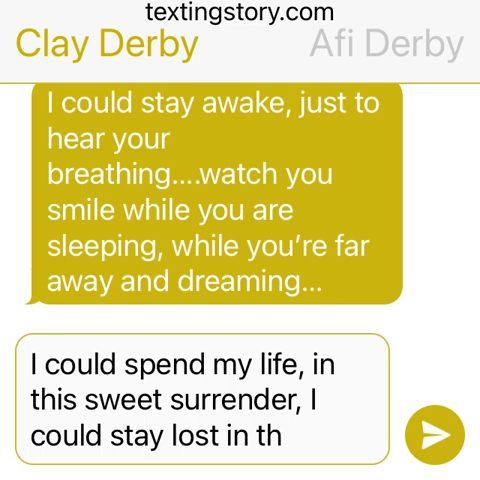 textingstory.com
Clay Derby Afi Derby
I could stay awake, just to
hear your
breathing....watch you
smile while you are
sleeping, while you’re far
away and dreaming...
I could spend my life, in
this sweet surrender, I
could stay lost in th